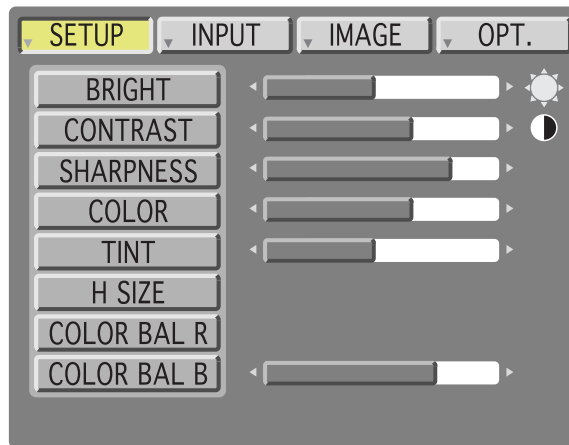 SETUP INPUT IMAGE OPT.
BRIGHT
CONTRAST
SHARPNESS
COLOR
TINT
H SIZE
COLOR BAL R
COLOR BAL B